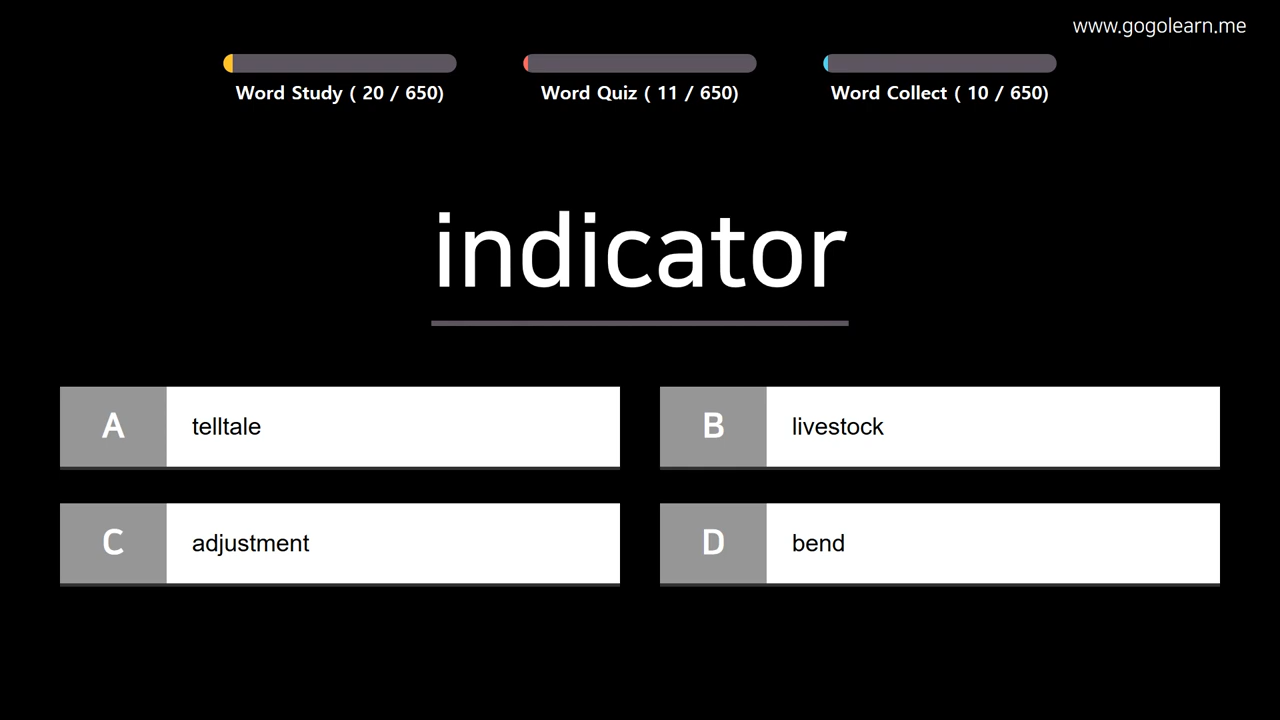 www.gogolearn.me
Word Study ( 20 / 650)
Word Quiz ( 11 / 650)
Word Collect ( 10 / 650)
indicator
A telltale
B livestock
C adjustment
D bend